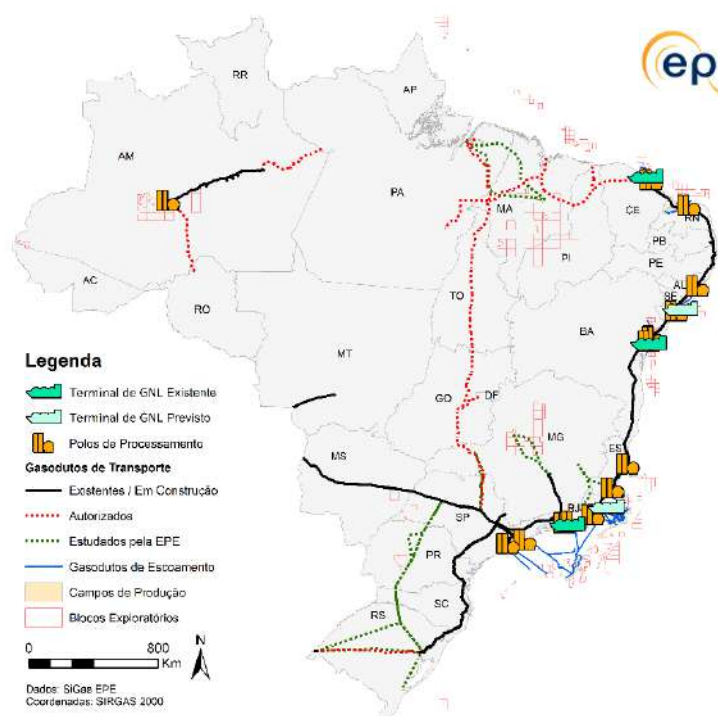 ep
RR
AP
AM
PA
MA
CE
RN
PB
PE
AL
SE
PI
AC
RO
TO
BA
MT
GO
DF
MG
ES
MS
SP
RJ
PR
SC
RS
Legenda
Terminal de GNL Existente
Terminal de GNL Previsto
Polos de Processamento
Gasodutos de Transporte
Existentes / Em Construção
Autorizados
Estudados pela EPE
Gasodutos de Escoamento
Campos de Produção
Blocos Exploratórios
0 800
Km
N
Dados: SiGas EPE
Coordenadas: SIRGAS 2000